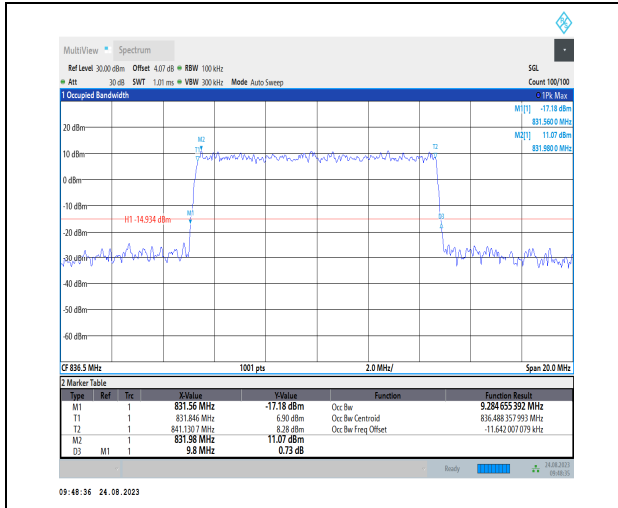 MultiView Spectrum
Ref Level 30.00 dBm Offset 4.07 dB RBW 100 kHz SGL
Att 30 dB SWT 1.01 ms VBW 300 kHz Mode Auto Sweep Count 100/100
1 Occupied Bandwidth 1Pk Max
M1[1] -17.18 dBm
831.560 0 MHz
M2[1] 11.07 dBm
831.980 0 MHz
20 dBm
M2
T1
T2
10 dBm
0 dBm
-10 dBm
M1
H1 -14.934 dBm
D3
-20 dBm
-30 dBm
-40 dBm
-50 dBm
-60 dBm
CF 836.5 MHz 1001 pts 2.0 MHz/ Span 20.0 MHz
2 Marker Table
Type Ref Trc X-Value Y-Value Function Function Result
M1 1 831.56 MHz -17.18 dBm Occ Bw 9.284 655 392 MHz
T1 1 831.846 MHz 6.90 dBm Occ Bw Centroid 836.488 357 993 MHz
T2 1 841.130 7 MHz 8.28 dBm Occ Bw Freq Offset -11.642 007 079 kHz
M2 1 831.98 MHz 11.07 dBm
D3 M1 1 9.8 MHz 0.73 dB
Ready 24.08.2023
09:48:35
09:48:36 24.08.2023